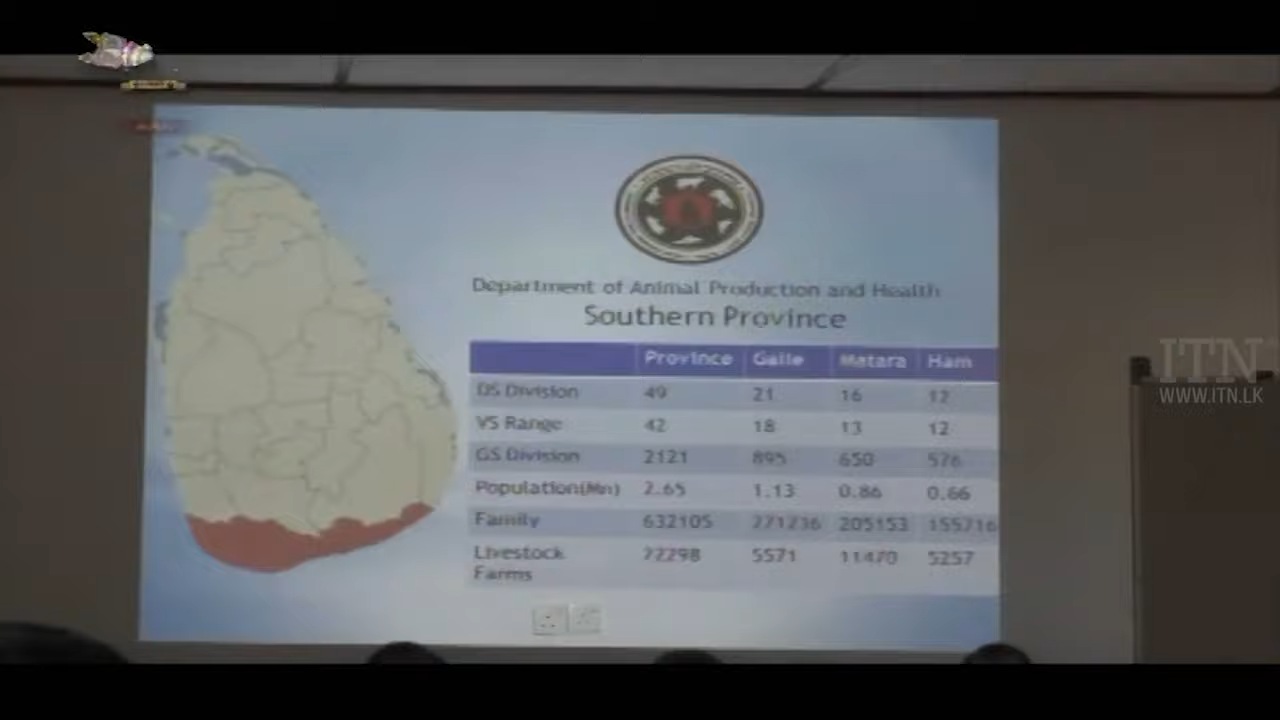 Department of Animal Production and Health
Southern Province
Province Galle Matara Ham
DS Division 49 21 16 12
VS Range 42 18 13 12
GS Division 2121 895 650 576
Population(Mn) 2.65 1.13 0.86 0.66
Family 632105 271236 205153 155716
Livestock 22298 5571 11470 5257
Farms
ITN
WWW.ITN.LK